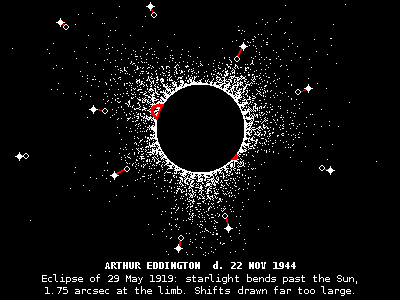 ARTHUR EDDINGTON d. 22 NOV 1944
Eclipse of 29 May 1919: starlight bends past the Sun,
1.75 arcsec at the limb. Shifts drawn far too large.